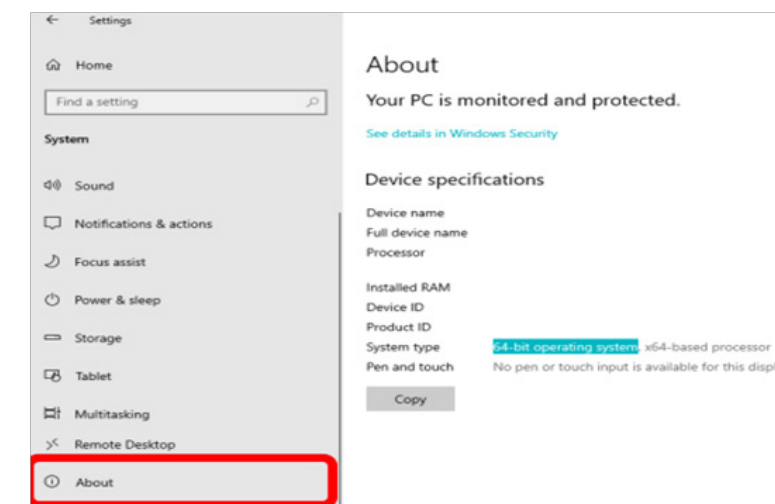 Settings
Home
Find a setting
System
Sound
Notifications & actions
Focus assist
Power & sleep
Storage
Tablet
Multitasking
Remote Desktop
About
About
Your PC is monitored and protected.
See details in Windows Security
Device specifications
Device name
Full device name
Processor
Installed RAM
Device ID
Product ID
System type 64-bit operating system, x64-based processor
Pen and touch No pen or touch input is available for this disp
Copy